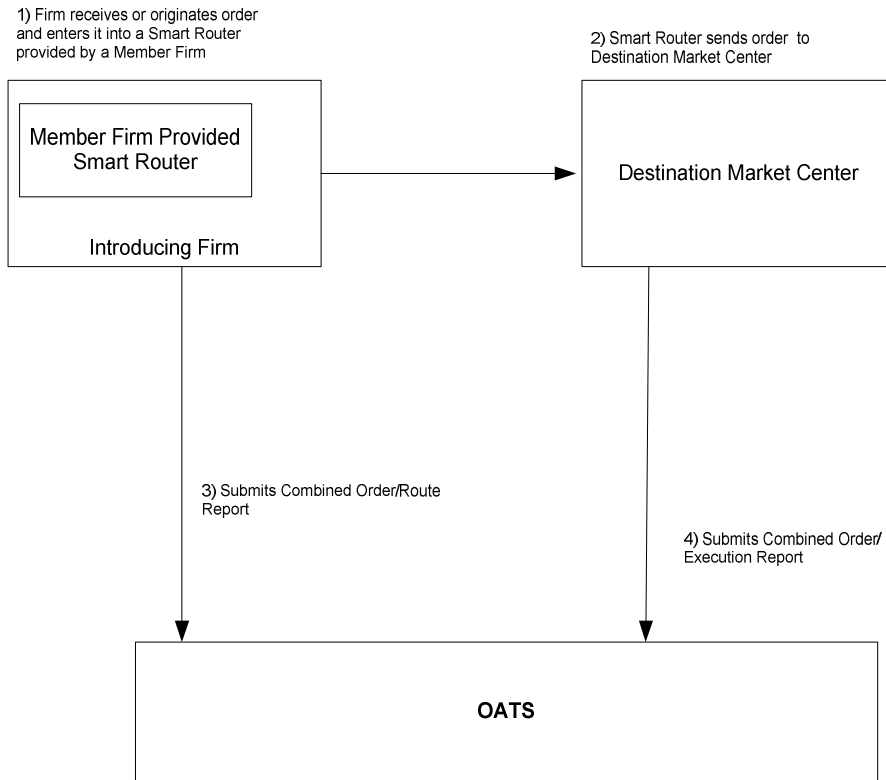 1) Firm receives or originates order
and enters it into a Smart Router
provided by a Member Firm
2) Smart Router sends order to
Destination Market Center
Member Firm Provided
Smart Router
Introducing Firm
Destination Market Center
3) Submits Combined Order/Route
Report
4) Submits Combined Order/
Execution Report
OATS